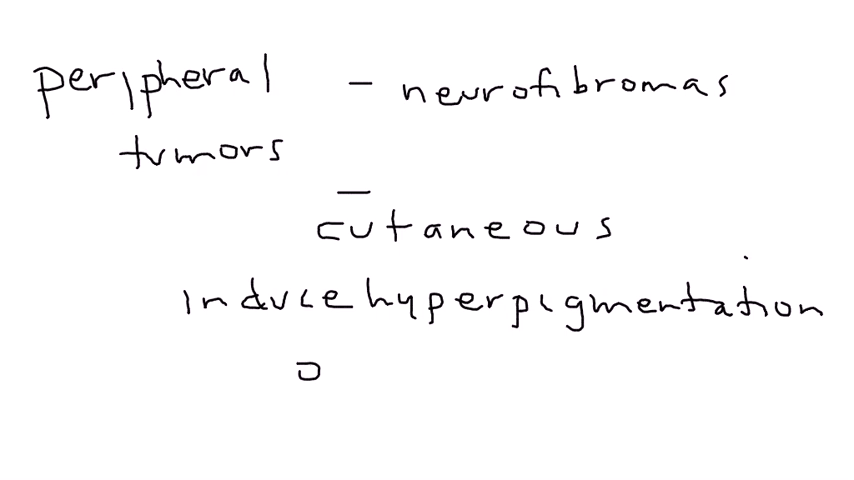 peripheral - neurofibromas
tumors
- cutaneous
induce hyperpigmentation
o